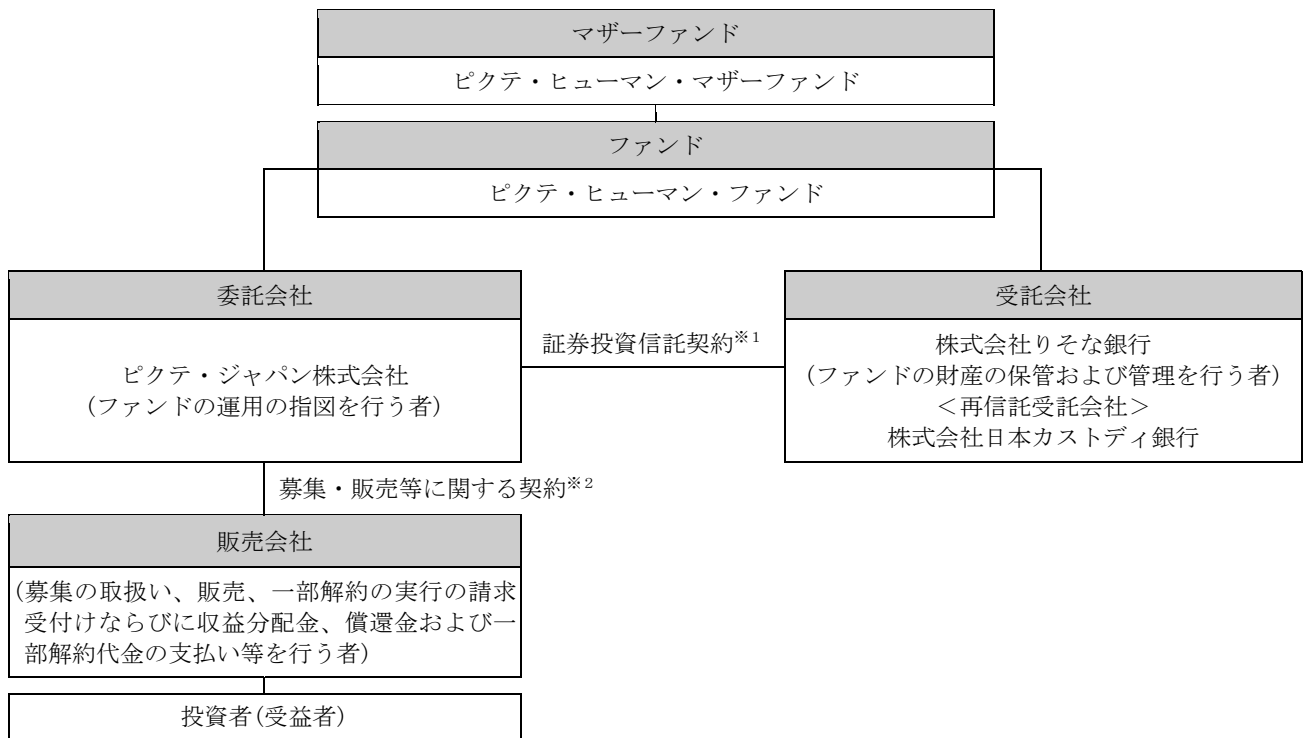 マザーファンド
ピクテ・ヒューマン・マザーファンド
ファンド
ピクテ・ヒューマン・ファンド
委託会社
ピクテ・ジャパン株式会社
(ファンドの運用の指図を行う者)
証券投資信託契約※1
受託会社
株式会社りそな銀行
(ファンドの財産の保管および管理を行う者)
＜再信託受託会社＞
株式会社日本カストディ銀行
募集・販売等に関する契約※2
販売会社
(募集の取扱い、販売、一部解約の実行の請求
受付けならびに収益分配金、償還金および一
部解約代金の支払い等を行う者)
投資者(受益者)